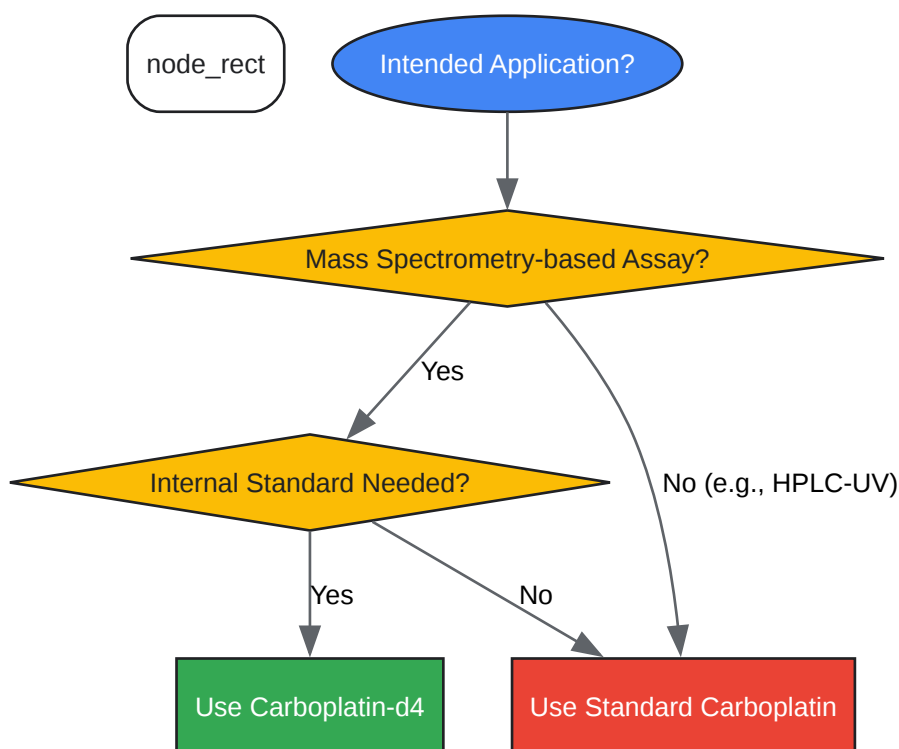 node_rect
Intended Application?
Mass Spectrometry-based Assay?
Yes
Internal Standard Needed?
No (e.g., HPLC-UV)
Yes
No
Use Carboplatin-d4
Use Standard Carboplatin